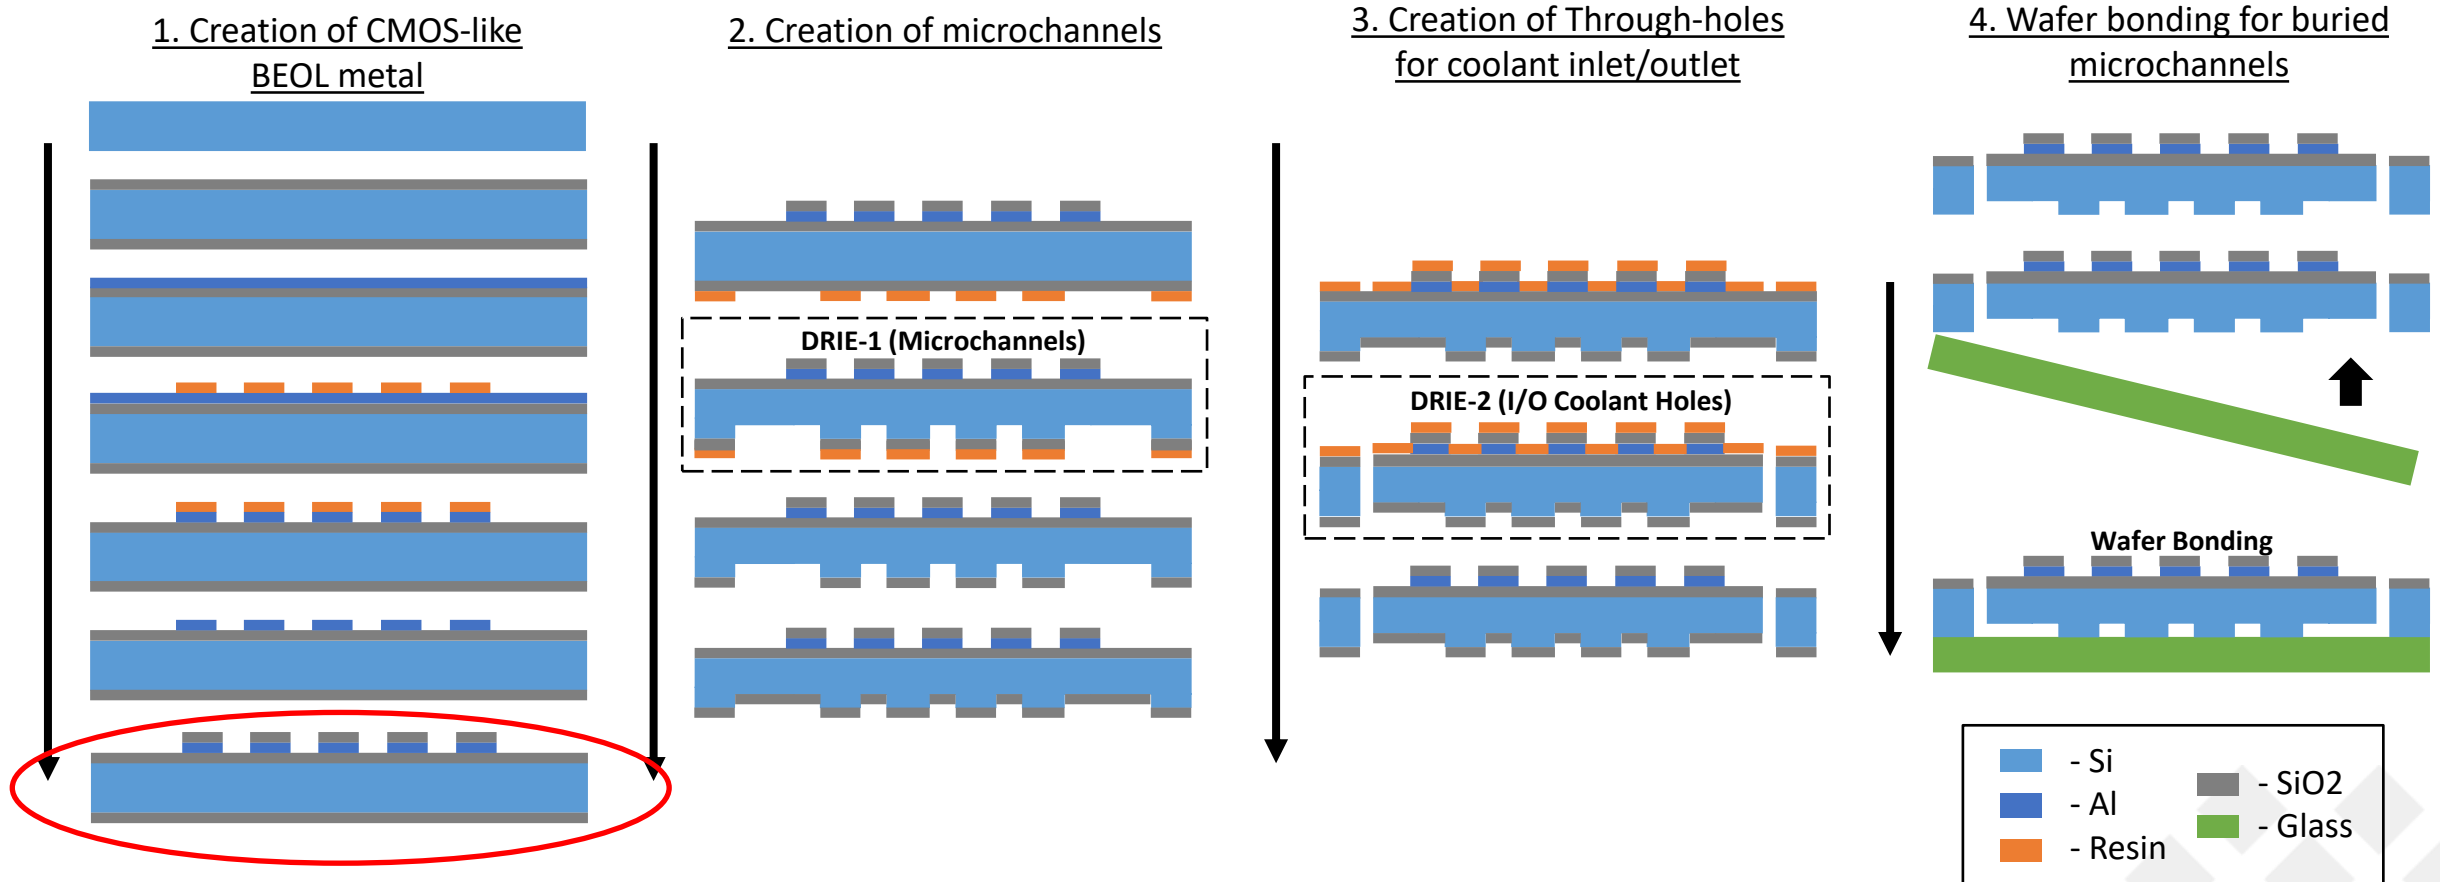 1. Creation of CMOS-like
BEOL metal
2. Creation of microchannels
DRIE-1 (Microchannels)
3. Creation of Through-holes
for coolant inlet/outlet
DRIE-2 (I/O Coolant Holes)
4. Wafer bonding for buried
microchannels
Wafer Bonding
- Si
- Al
- Resin
- SiO2
- Glass